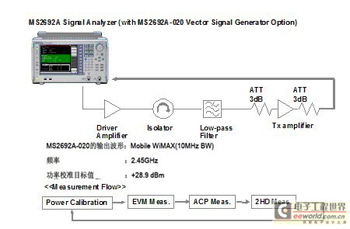 MS2692A Signal Analyzer (with MS2682A-020 Vector Signal Generator Option)
ATT
3dB
ATT
3dB
Driver
Amplifier
Isolator
Low-pass
Filter
Tx amplifier
MS2692A-020的输出波形: Mobile WiMAX(10MHz BW)
频率 : 2.45GHz
功率校准目标值_ : +28.9 dBm
<<Measurement Flow>>
Power Calibration
EVM Meas.
ACP Meas.
2HD Meas.
电子工程世界
eeworld.com.cn